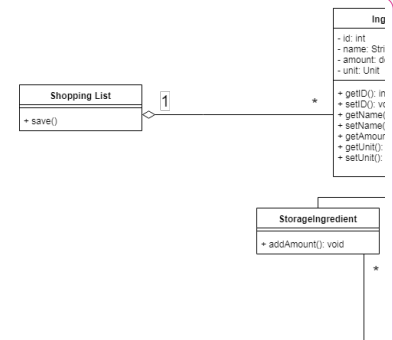 Ing
- id: int
- name: Stri
- amount: d
- unit: Unit
+ getID(): in
+ setID(): vo
+ getName(
+ setName(
+ getAmour
+ getUnit():
+ setUnit():
Shopping List
+ save()
1
*
StorageIngredient
+ addAmount(): void
*